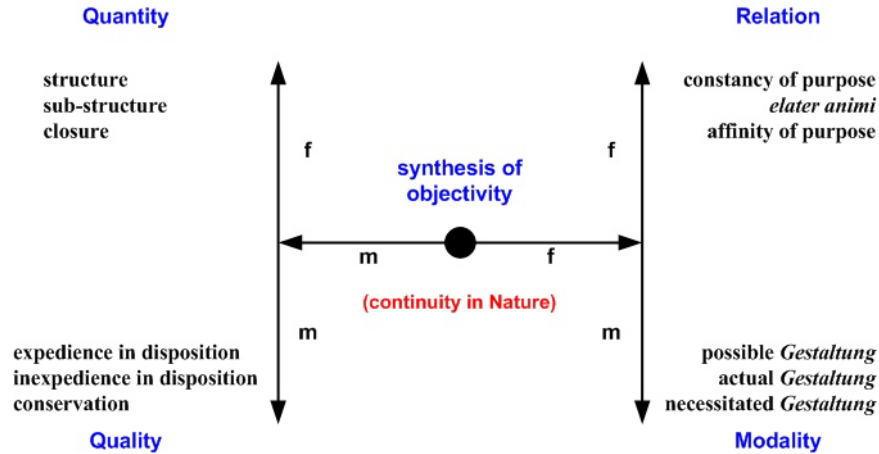 Quantity
Relation
structure
sub-structure
closure
constancy of purpose
elater animi
affinity of purpose
f
f
synthesis of
objectivity
m
f
(continuity in Nature)
m
m
expedience in disposition
inexpedience in disposition
conservation
possible Gestaltung
actual Gestaltung
necessitated Gestaltung
Quality
Modality